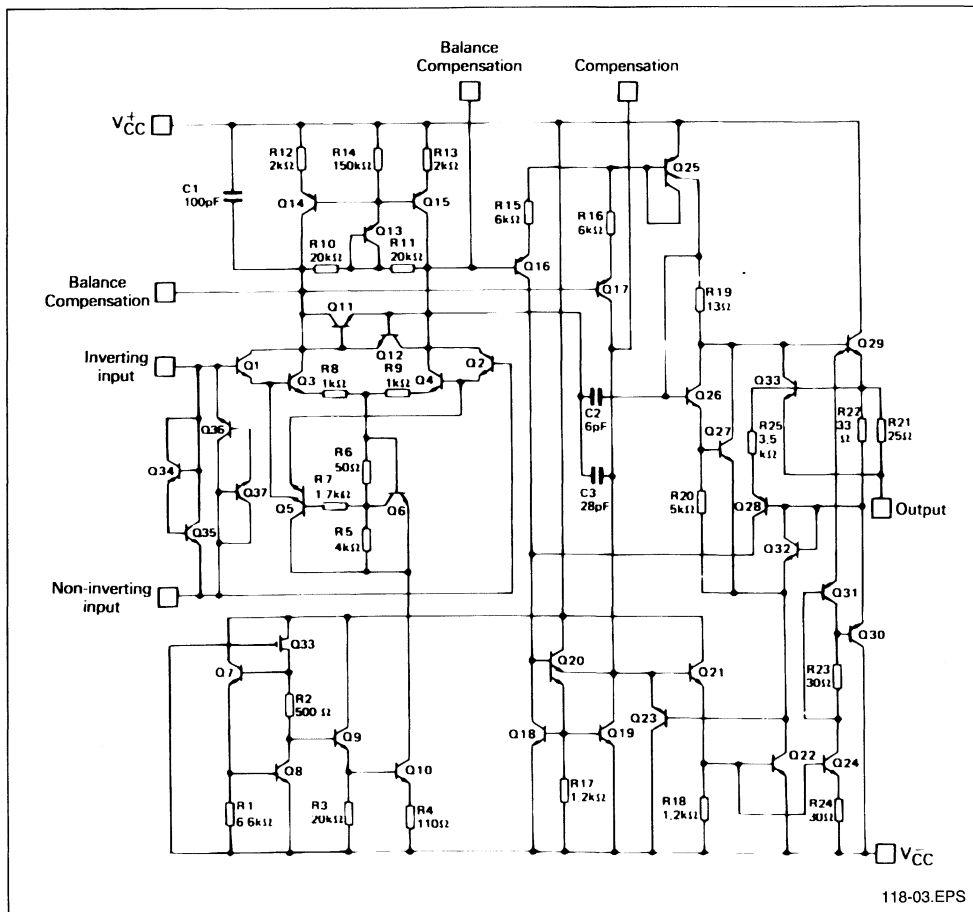 Balance
Compensation
Compensation
V+CC
R12
2kΩ
R14
150kΩ
R13
2kΩ
C1
100pF
Q14
Q15
Q13
R10
20kΩ
R11
20kΩ
Q25
R15
6kΩ
R16
6kΩ
Q16
Q17
R19
13Ω
Balance
Compensation
Q11
Q12
Inverting
input
Q1
Q3
R8
1kΩ
R9
1kΩ
Q4
Q2
C2
6pF
Q26
Q27
Q33
Q29
R25
3,5
kΩ
R22
33
Ω
R21
25Ω
Q36
Q34
Q37
Q35
R6
50Ω
R7
1.7kΩ
Q5
Q6
R5
4kΩ
C3
28pF
R20
5kΩ
Q28
Output
Q32
Non-inverting
input
Q31
Q30
Q33
Q7
R2
500 Ω
Q20
Q21
R23
30Ω
Q9
Q18
Q19
Q23
Q8
Q10
Q22
Q24
R1
6 6kΩ
R3
20kΩ
R4
110Ω
R17
1.2kΩ
R18
1,2kΩ
R24
30Ω
V-CC
118-03.EPS